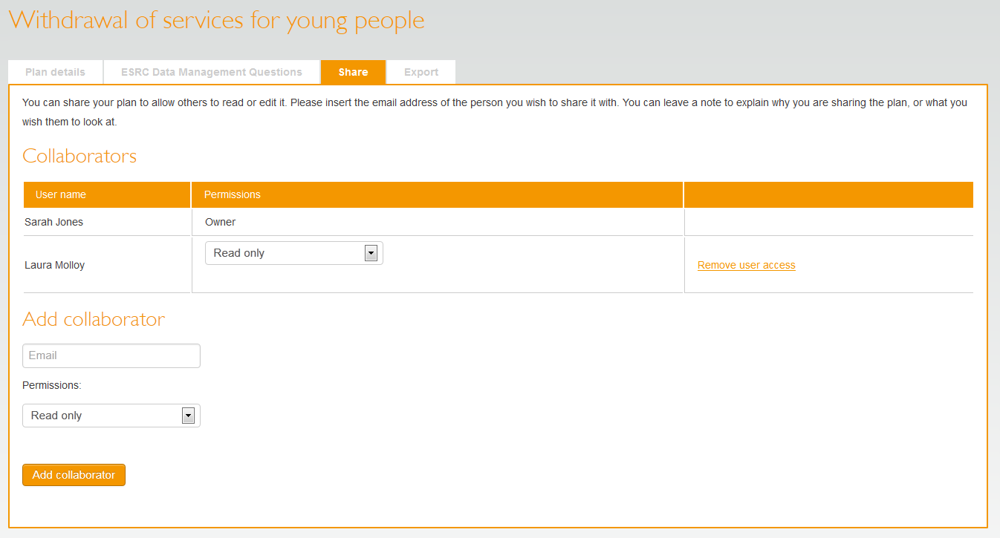 Withdrawal of services for young people
Plan details
ESRC Data Management Questions
Share
Export
You can share your plan to allow others to read or edit it. Please insert the email address of the person you wish to share it with. You can leave a note to explain why you are sharing the plan, or what you
wish them to look at.
Collaborators
User name
Permissions
Sarah Jones
Owner
Laura Molloy
Read only
Remove user access
Add collaborator
Email
Permissions:
Read only
Add collaborator